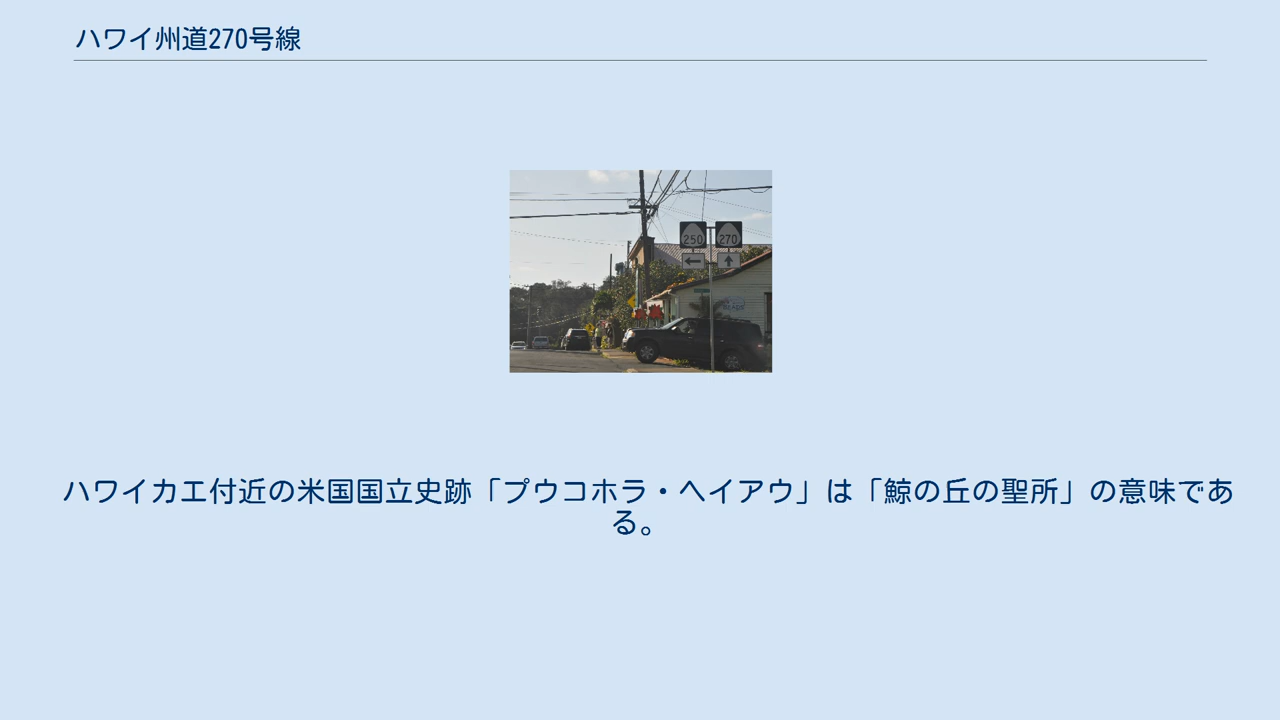 ハワイ州道270号線
250 270
ハワイカエ付近の米国国立史跡「プウコホラ・ヘイアウ」は「鯨の丘の聖所」の意味であ
る。